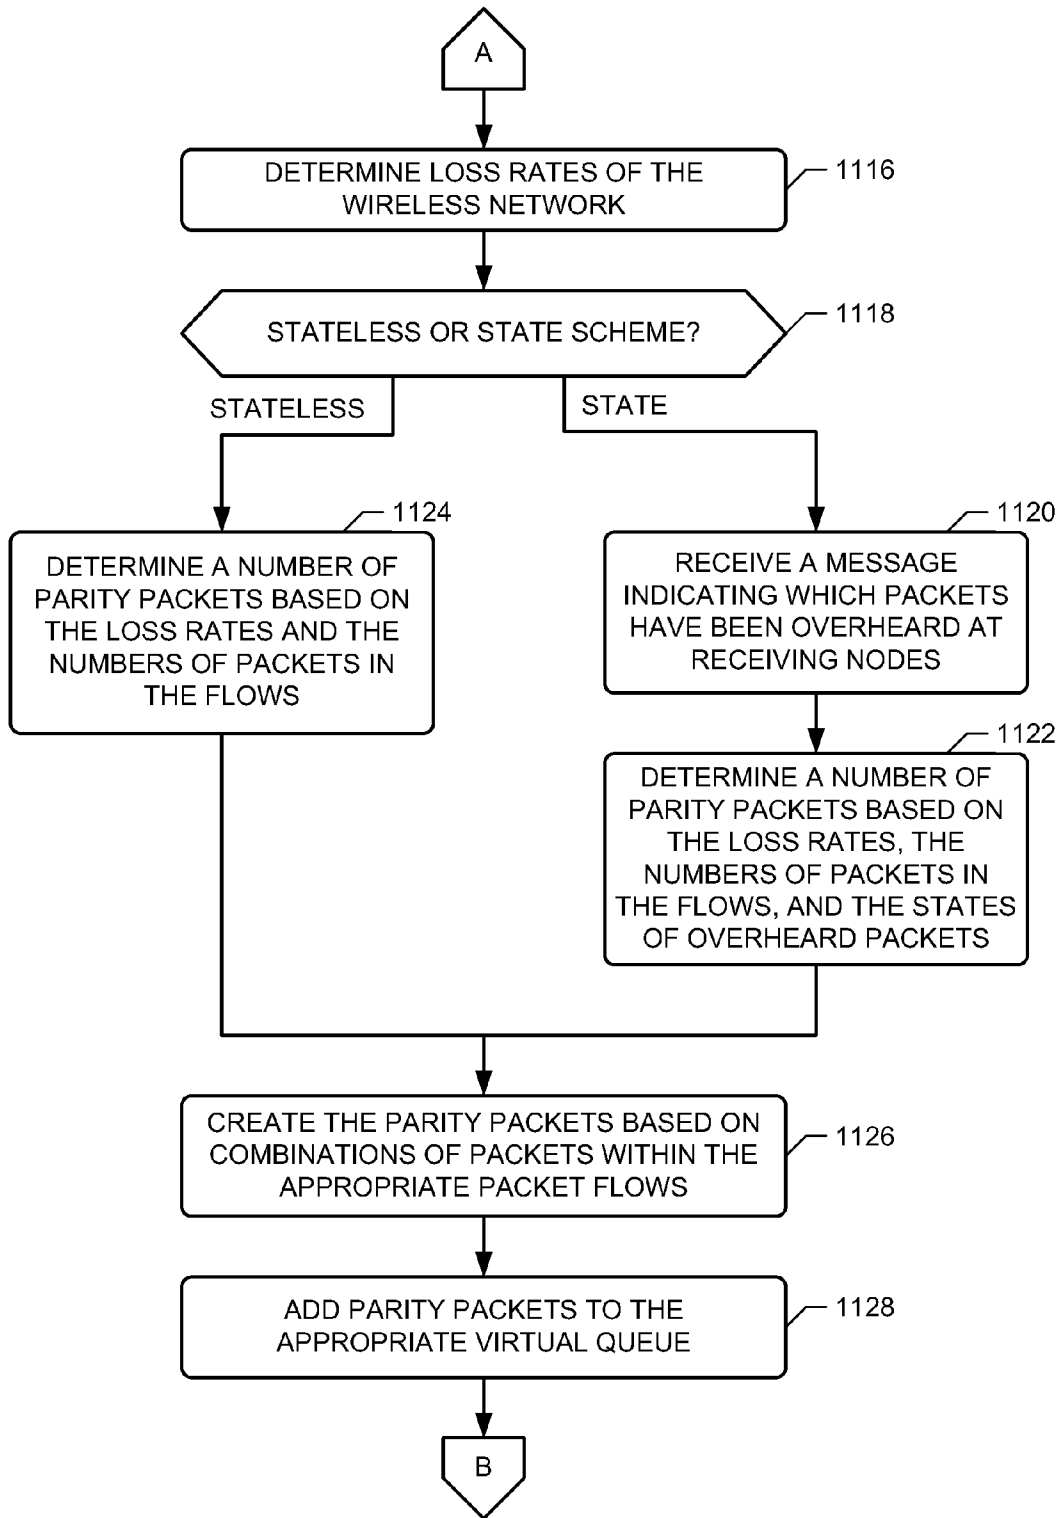 A
DETERMINE LOSS RATES OF THE
WIRELESS NETWORK
1116
STATELESS OR STATE SCHEME?
1118
STATELESS
STATE
1124
DETERMINE A NUMBER OF
PARITY PACKETS BASED ON
THE LOSS RATES AND THE
NUMBERS OF PACKETS IN
THE FLOWS
1120
RECEIVE A MESSAGE
INDICATING WHICH PACKETS
HAVE BEEN OVERHEARD AT
RECEIVING NODES
1122
DETERMINE A NUMBER OF
PARITY PACKETS BASED ON
THE LOSS RATES, THE
NUMBERS OF PACKETS IN
THE FLOWS, AND THE STATES
OF OVERHEARD PACKETS
CREATE THE PARITY PACKETS BASED ON
COMBINATIONS OF PACKETS WITHIN THE
APPROPRIATE PACKET FLOWS
1126
ADD PARITY PACKETS TO THE
APPROPRIATE VIRTUAL QUEUE
1128
B